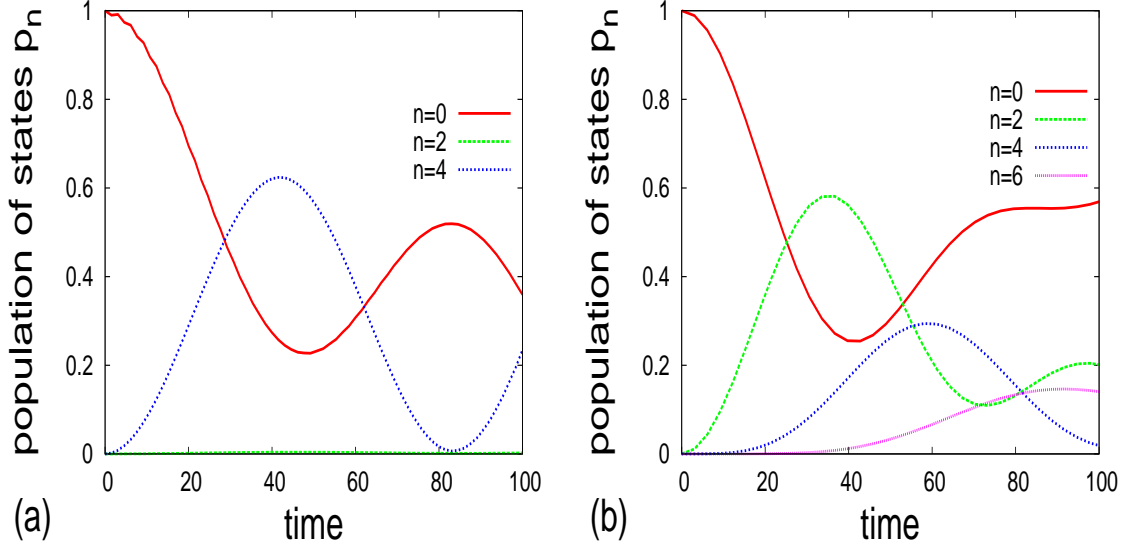 population of states pn
1
0.8
0.6
0.4
0.2
0
n=0
n=2
n=4
0 20 40 60 80 100
(a) time
population of states pn
1
0.8
0.6
0.4
0.2
0
n=0
n=2
n=4
n=6
0 20 40 60 80 100
(b) time